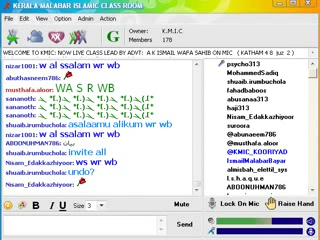 KERALA MALABAR ISLAMIC CLASS ROOM
File Edit View Option Admin Action
G Owner: K.M.I.C
Members 178
WELCOME TO KMIC: NOW LIVE CLASS LEAD BY ADVT: A K ISMAIL WAFA SAHIB ON MIC ( KATHAM 48 juz 2 )
nizar1001: w al ssalam wr wb
abuthasneem786:
musthafa.aloor: WA S R WB
sananoth:
sananoth:
shuaib.irumbuchola: asalaamu alikum wr wb
nizar1001: w al ssalam wr wb
ABOONUHMAN786:
shuaib.irumbuchola: invite all
Nisam_Edakkazhiyoor: ws wr wb
shuaib.irumbuchola: undo?
Nisam_Edakkazhiyoor:
psycho313
MohammedSadiq
shuaib.irumbuchola
fahadbaboos
abusanaa313
haji313
Nisam_Edakkazhiyoor
suroora
@abunaeem786
@musthafa.aloor
@KMIC_KOORIYAD
IsmailMalabarBayar
almisbah_elettil_sys
I.s.h.a.q.u.e
ABOONUHMAN786
B I U Size 3 Mute
Lock On Mic Raise Hand
Send